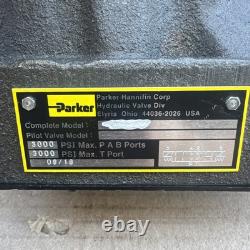 Parker
Parker Hannifin Corp
Hydraulic Valve Div
Elyria Ohio 44036-2026 USA
Complete Model :
Pilot Valve Model :
3000 PSI Max. P A B Ports
3000 PSI Max. T Port
09/18